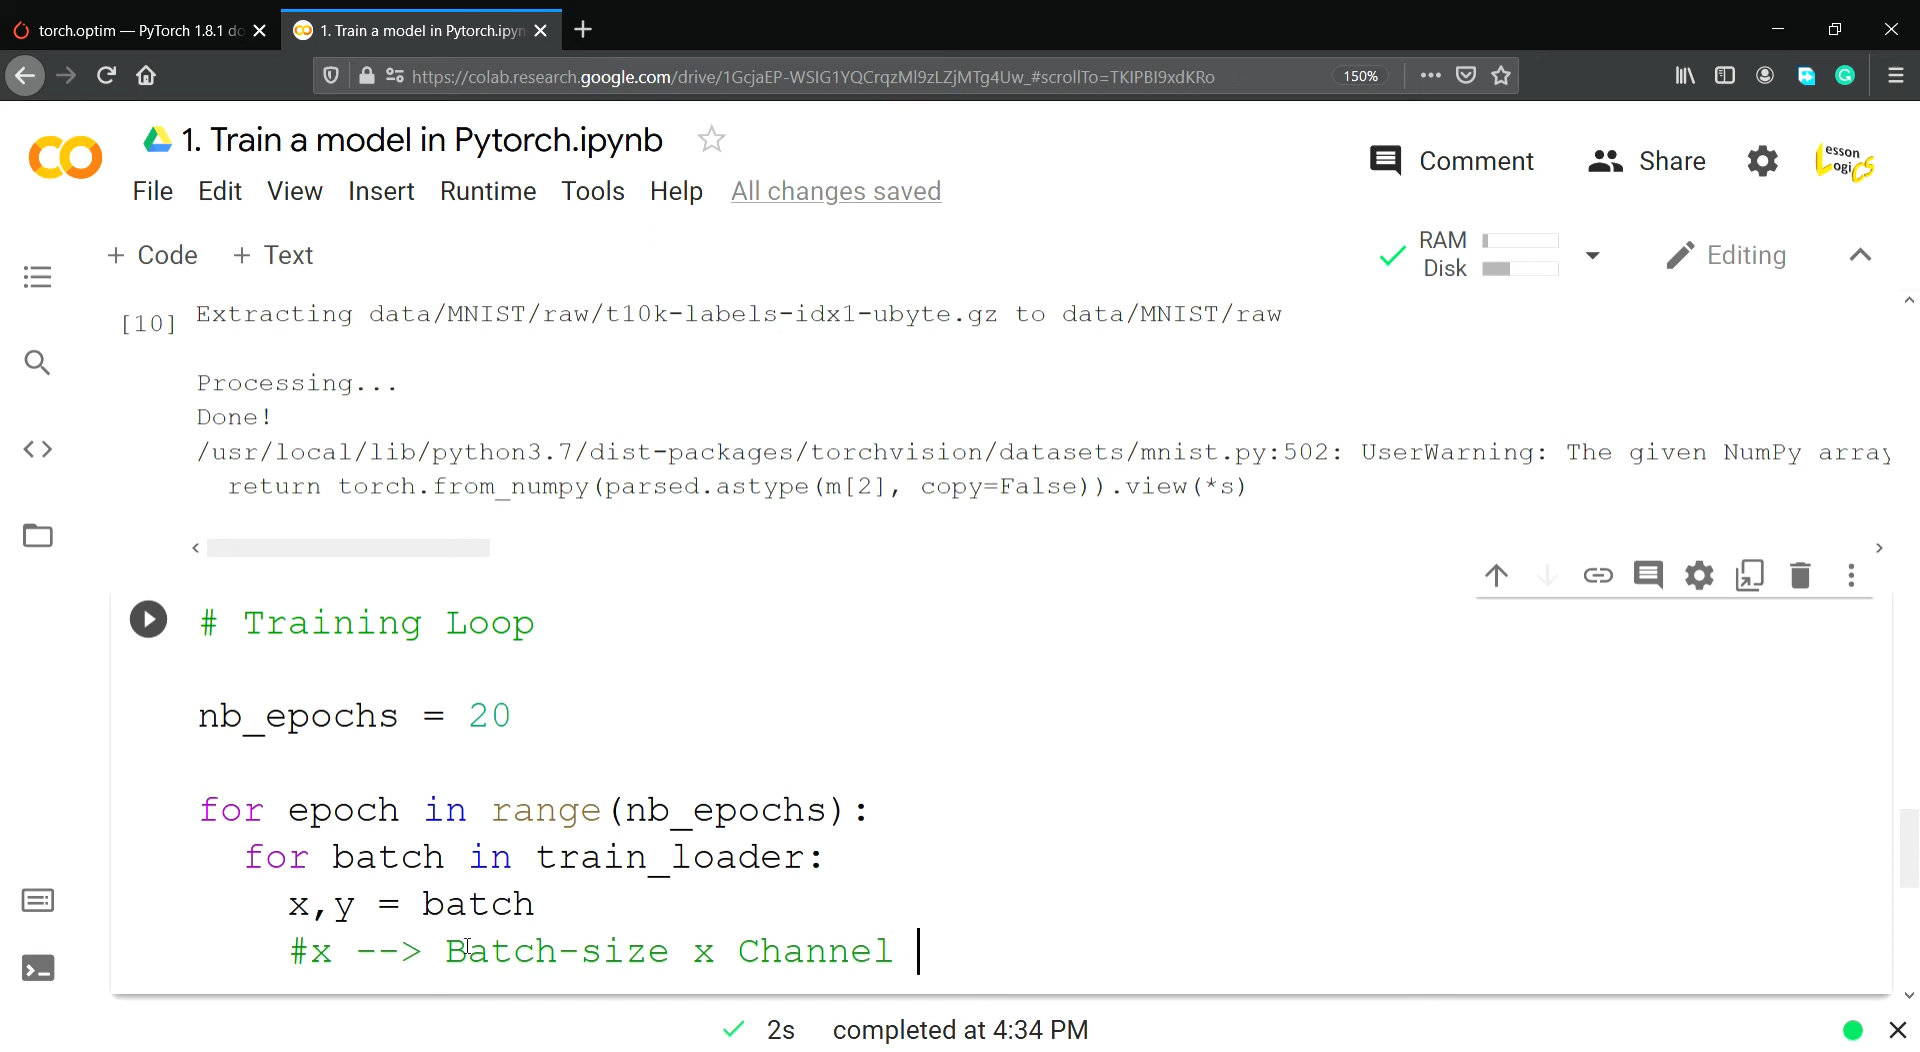 torch.optim — PyTorch 1.8.1 do
1. Train a model in Pytorch.ipyn
https://colab.research.google.com/drive/1GcjaEP-WSIG1YQCrqzMl9zLZjMTg4Uw_#scrollTo=TKIPBI9xdKRo
150%
1. Train a model in Pytorch.ipynb
File Edit View Insert Runtime Tools Help All changes saved
Comment
Share
esson
Logics
+ Code + Text
RAM
Disk
Editing
[10]
Extracting data/MNIST/raw/t10k-labels-idx1-ubyte.gz to data/MNIST/raw
Processing...
Done!
/usr/local/lib/python3.7/dist-packages/torchvision/datasets/mnist.py:502: UserWarning: The given NumPy array
return torch.from_numpy(parsed.astype(m[2], copy=False)).view(*s)
# Training Loop
nb_epochs = 20
for epoch in range(nb_epochs):
for batch in train_loader:
x,y = batch
#x --> Batch-size x Channel
2s completed at 4:34 PM